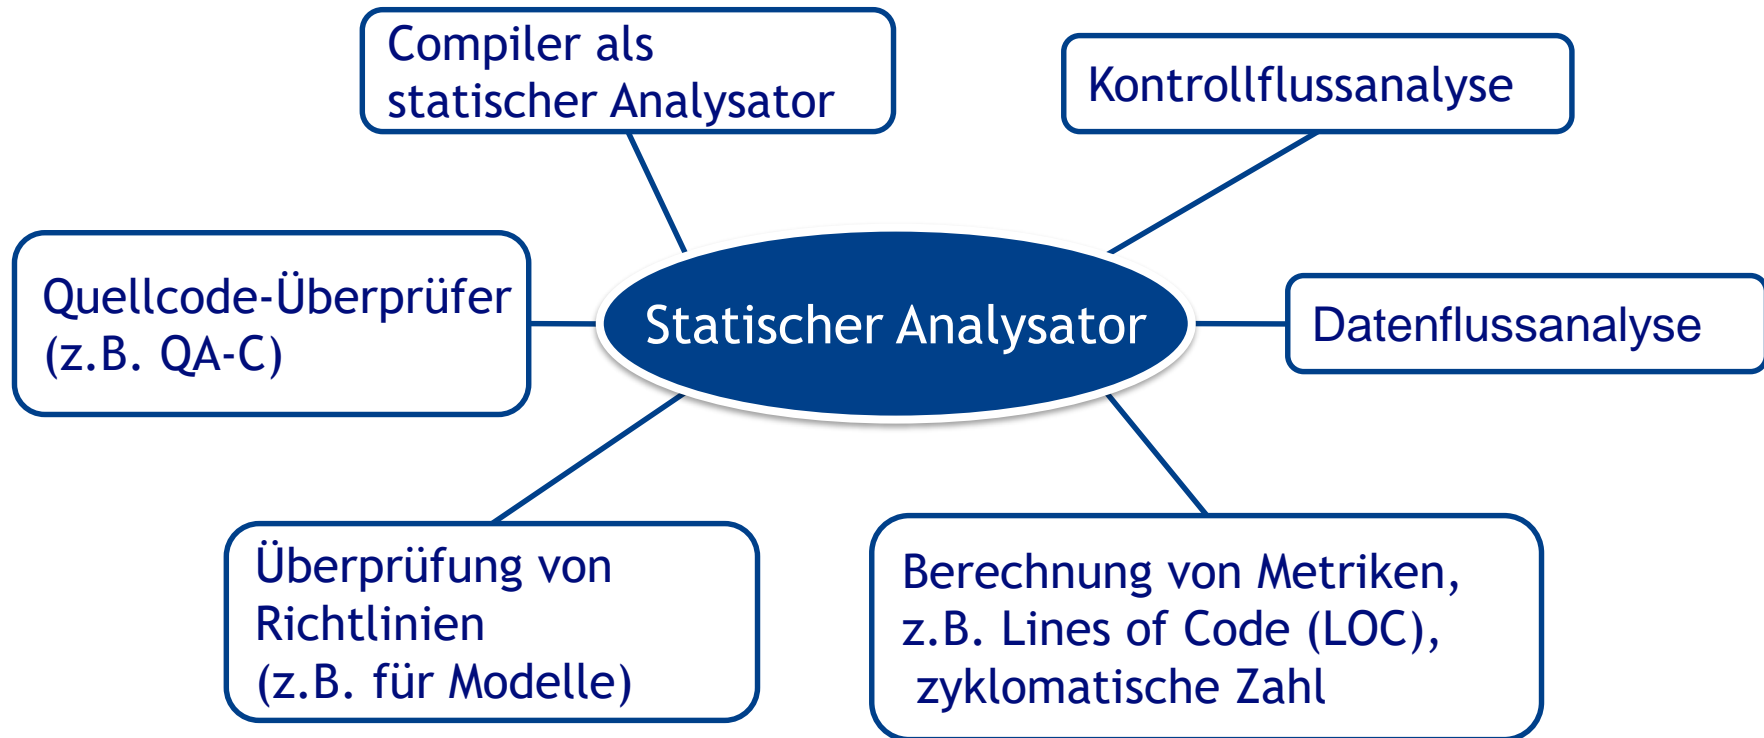 Compiler als
statischer Analysator
Kontrollflussanalyse
Quellcode-Überprüfer
(z.B. QA-C)
Statischer Analysator
Datenflussanalyse
Überprüfung von
Richtlinien
(z.B. für Modelle)
Berechnung von Metriken,
z.B. Lines of Code (LOC),
zyklomatische Zahl